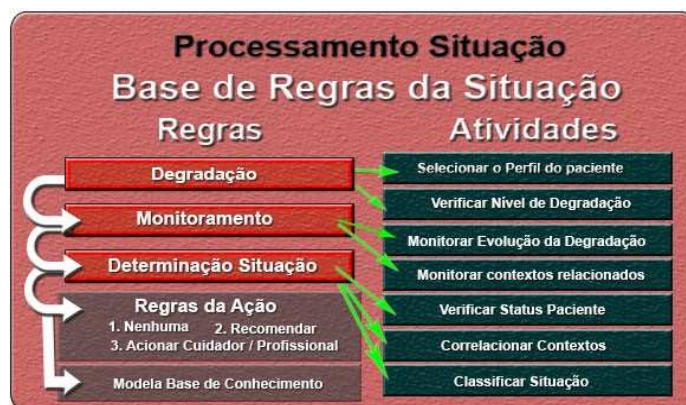 Processamento Situação
Base de Regras da Situação
Regras
Atividades
Degradação
Monitoramento
Determinação Situação
Regras da Ação
1. Nenhuma 2. Recomendar
3. Acionar Cuidador / Profissional
Modela Base de Conhecimento
Selecionar o Perfil do paciente
Verificar Nível de Degradação
Monitorar Evolução da Degradação
Monitorar contextos relacionados
Verificar Status Paciente
Correlacionar Contextos
Classificar Situação